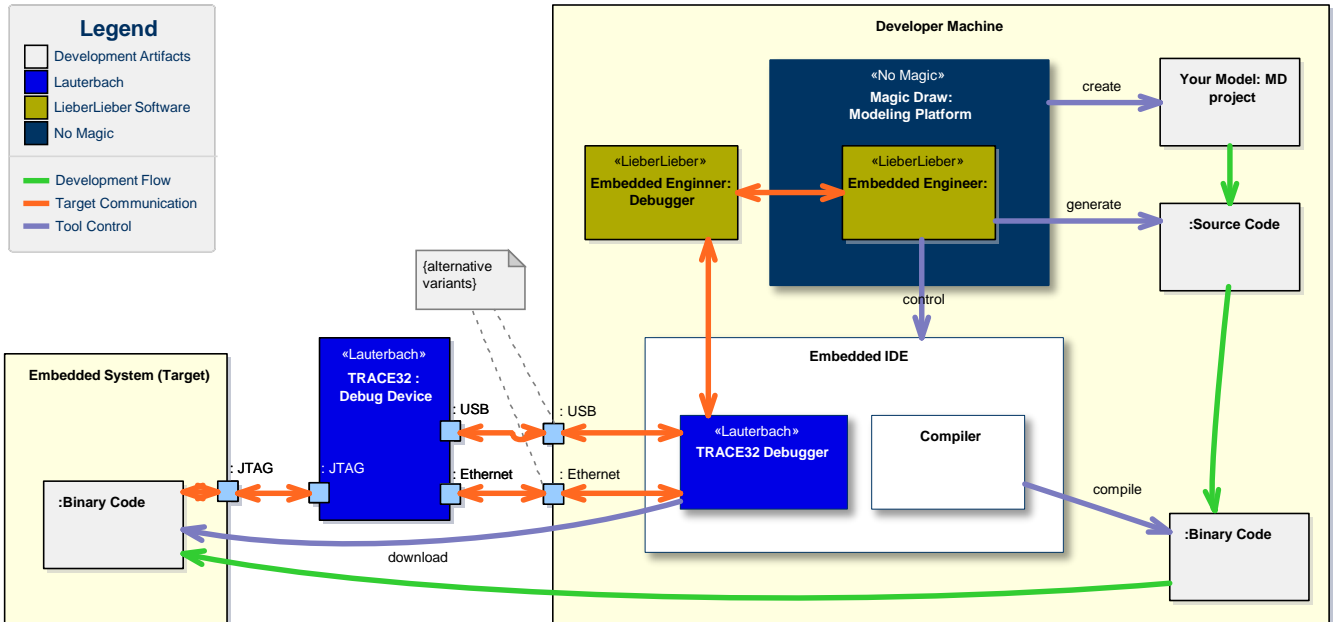 Legend
Development Artifacts
Lauterbach
LieberLieber Software
No Magic
Development Flow
Target Communication
Tool Control
Developer Machine
«No Magic»
Magic Draw:
Modeling Platform
create
Your Model: MD
project
«LieberLieber»
Embedded Enginner:
Debugger
«LieberLieber»
Embedded Engineer:
generate
:Source Code
{alternative
variants}
control
Embedded IDE
«Lauterbach»
TRACE32 Debugger
Compiler
compile
:Binary Code
«Lauterbach»
TRACE32 :
Debug Device
: USB
: USB
: Ethernet
: Ethernet
: JTAG
: JTAG
Embedded System (Target)
:Binary Code
download